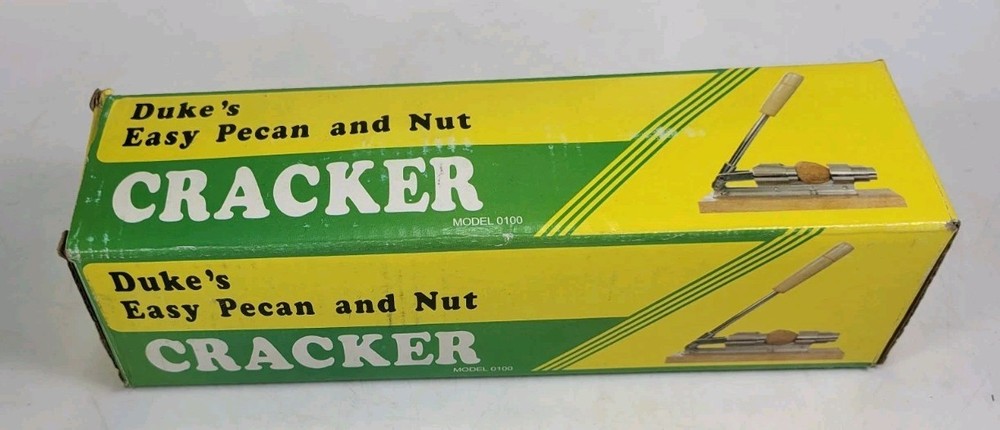 Duke's
Easy Pecan and Nut
CRACKER
MODEL 0100
Duke's
Easy Pecan and Nut
CRACKER
MODEL 0100